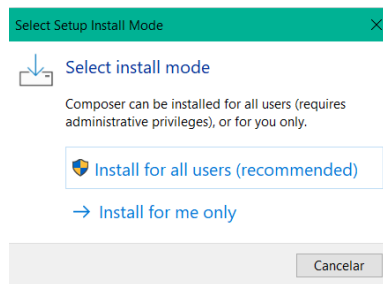 Select Setup Install Mode
Select install mode
Composer can be installed for all users (requires
administrative privileges), or for you only.
Install for all users (recommended)
Install for me only
Cancelar